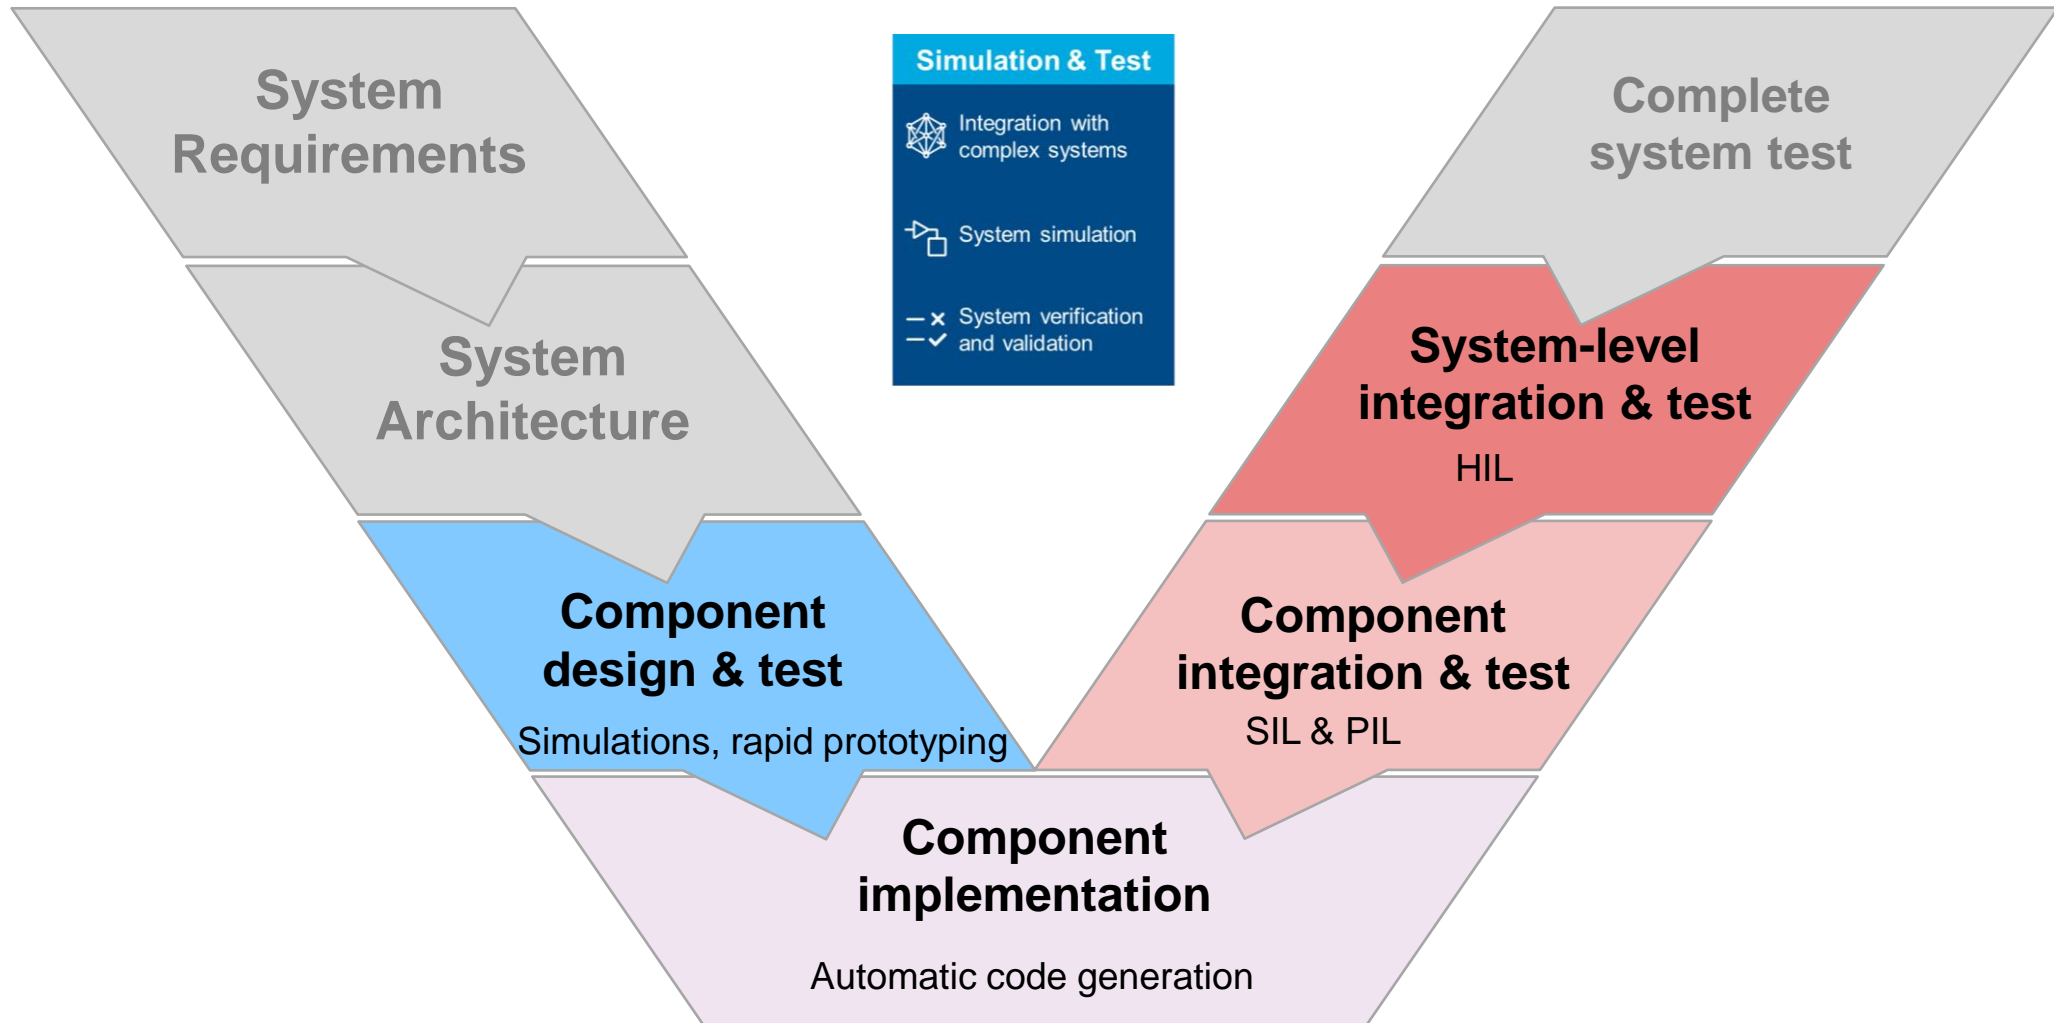 System
Requirements
System
Architecture
Component
design & test
Simulations, rapid prototyping
Component
implementation
Automatic code generation
Simulation & Test
Integration with
complex systems
System simulation
System verification
and validation
Complete
system test
System-level
integration & test
HIL
Component
integration & test
SIL & PIL